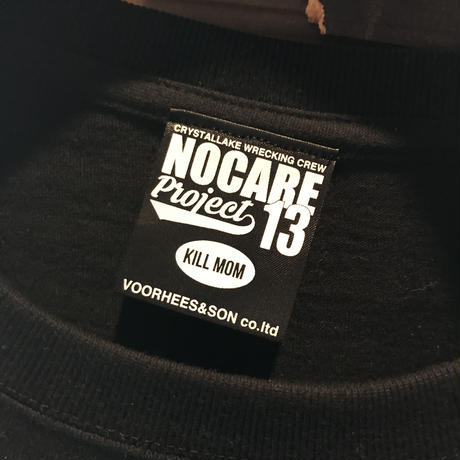 CRYSTALLAKE WRECKING CREW
NOCARE
Project 13
KILL MOM
VOORHEES&SON co.ltd